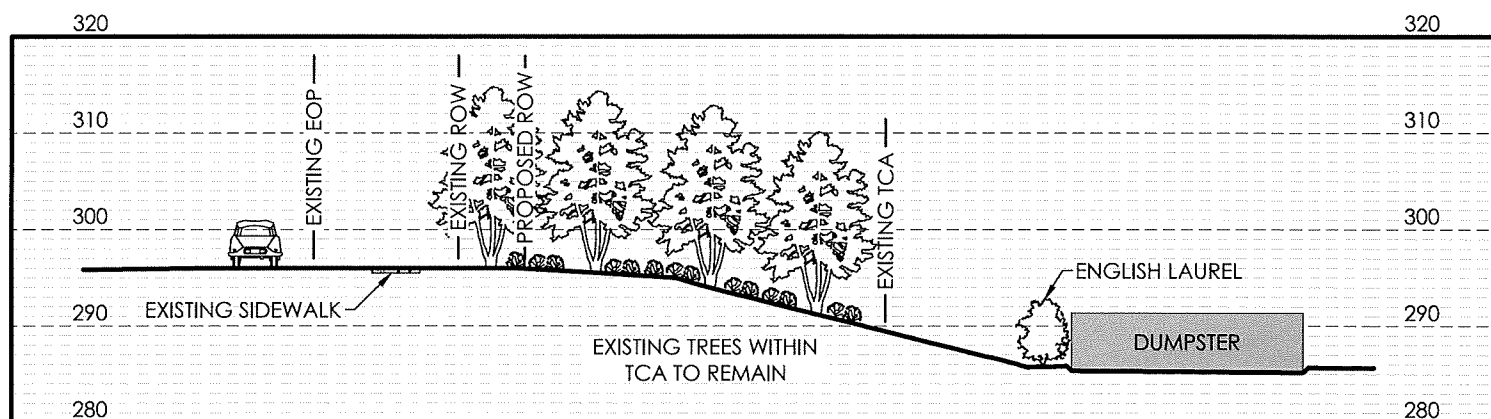 320 320
310 310
300 300
290 290
280 280
EXISTING EOP
EXISTING ROW
PROPOSED ROW
EXISTING TCA
EXISTING SIDEWALK
EXISTING TREES WITHIN
TCA TO REMAIN
ENGLISH LAUREL
DUMPSTER